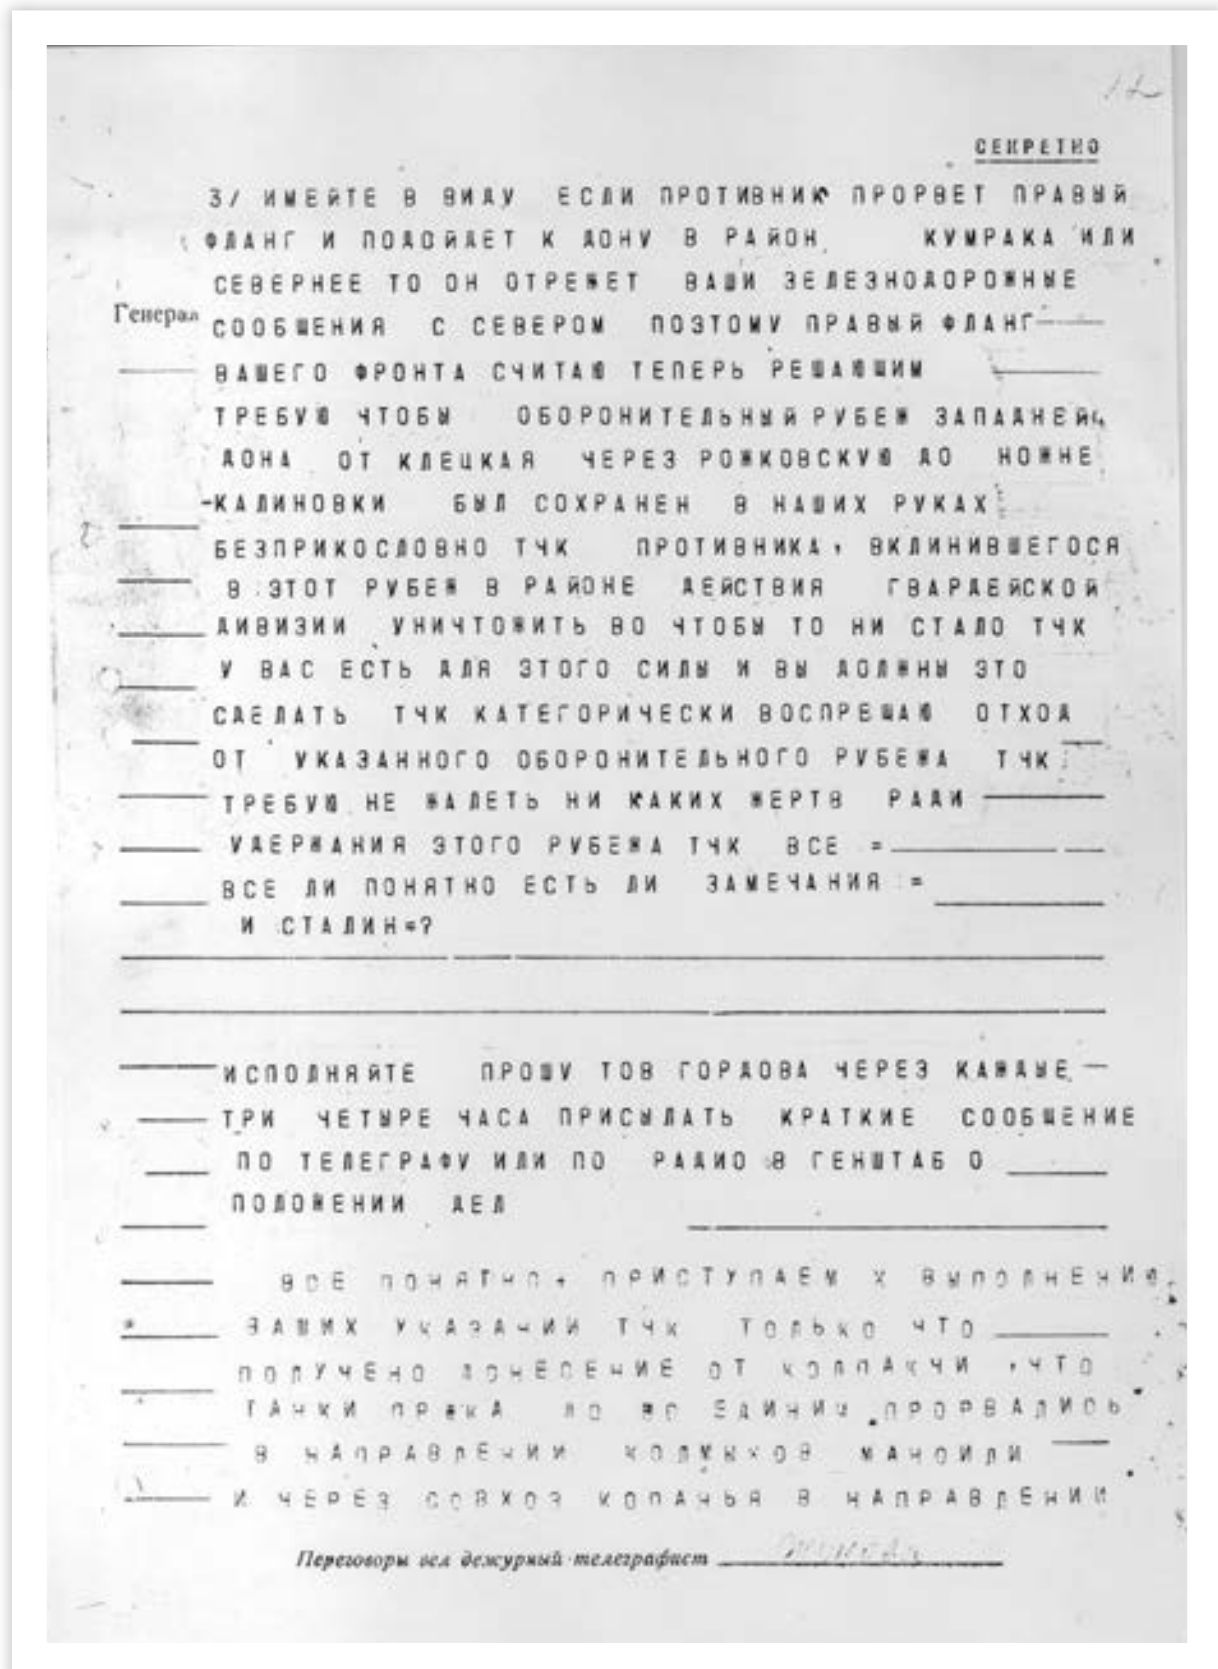 12
СЕКРЕТНО
3/ ИМЕЙТЕ В ВИДУ ЕСЛИ ПРОТИВНИК ПРОРВЕТ ПРАВЫЙ
ФЛАНГ И ПОДОЙДЕТ К ДОНУ В РАЙОН КУМРАКА ИЛИ
СЕВЕРНЕЕ ТО ОН ОТРЕЖЕТ ВАШИ ЗЕЛЕЗНОДОРОЖНЫЕ
Генерал
СООБЩЕНИЯ С СЕВЕРОМ ПОЭТОМУ ПРАВЫЙ ФЛАНГ
ВАШЕГО ФРОНТА СЧИТАЮ ТЕПЕРЬ РЕШАЮЩИМ
ТРЕБУЮ ЧТОБЫ ОБОРОНИТЕЛЬНЫЙ РУБЕЖ ЗАПАДНЕЙ
ДОНА ОТ КЛЕЦКАЯ ЧЕРЕЗ РОЖКОВСКУЮ ДО НОЖНЕ
-КАЛИНОВКИ БЫЛ СОХРАНЕН В НАШИХ РУКАХ
БЕЗПРИКОСЛОВНО ТЧК ПРОТИВНИКА, ВКЛИНИВШЕГОСЯ
В ЭТОТ РУБЕЖ В РАЙОНЕ ДЕЙСТВИЯ ГВАРДЕЙСКОЙ
ДИВИЗИИ УНИЧТОЖИТЬ ВО ЧТОБЫ ТО НИ СТАЛО ТЧК
У ВАС ЕСТЬ ДЛЯ ЭТОГО СИЛЫ И ВЫ ДОЛЖНЫ ЭТО
СДЕЛАТЬ ТЧК КАТЕГОРИЧЕСКИ ВОСПРЕЩАЮ ОТХОД
ОТ УКАЗАННОГО ОБОРОНИТЕЛЬНОГО РУБЕЖА ТЧК
ТРЕБУЮ НЕ ЖАЛЕТЬ НИ КАКИХ ЖЕРТВ РАДИ
УДЕРЖАНИЯ ЭТОГО РУБЕЖА ТЧК ВСЕ =
ВСЕ ЛИ ПОНЯТНО ЕСТЬ ЛИ ЗАМЕЧАНИЯ =
И СТАЛИН=?
ИСПОЛНЯЙТЕ ПРОШУ ТОВ ГОРДОВА ЧЕРЕЗ КАЖДЫЕ
ТРИ ЧЕТЫРЕ ЧАСА ПРИСЫЛАТЬ КРАТКИЕ СООБЩЕНИЕ
ПО ТЕЛЕГРАФУ ИЛИ ПО РАДИО В ГЕНШТАБ О
ПОЛОЖЕНИИ ДЕЛ
ВСЕ ПОНЯТНО, ПРИСТУПАЕМ К ВЫПОЛНЕНИЮ
ВАШИХ УКАЗАНИЙ ТЧК ТОЛЬКО ЧТО
ПОЛУЧЕНО ДОНЕСЕНИЕ ОТ КОЛПАКЧИ ,ЧТО
ТАНКИ ПРЖКА ДО ЕДИНИЦ ПРОРВАЛИСЬ
В НАПРАВЛЕНИИ КОЛМЫКОВ МАНОИЛИ
И ЧЕРЕЗ СОВХОЗ КОПАНЬЯ В НАПРАВЛЕНИИ
Переговоры вел дежурный телеграфист